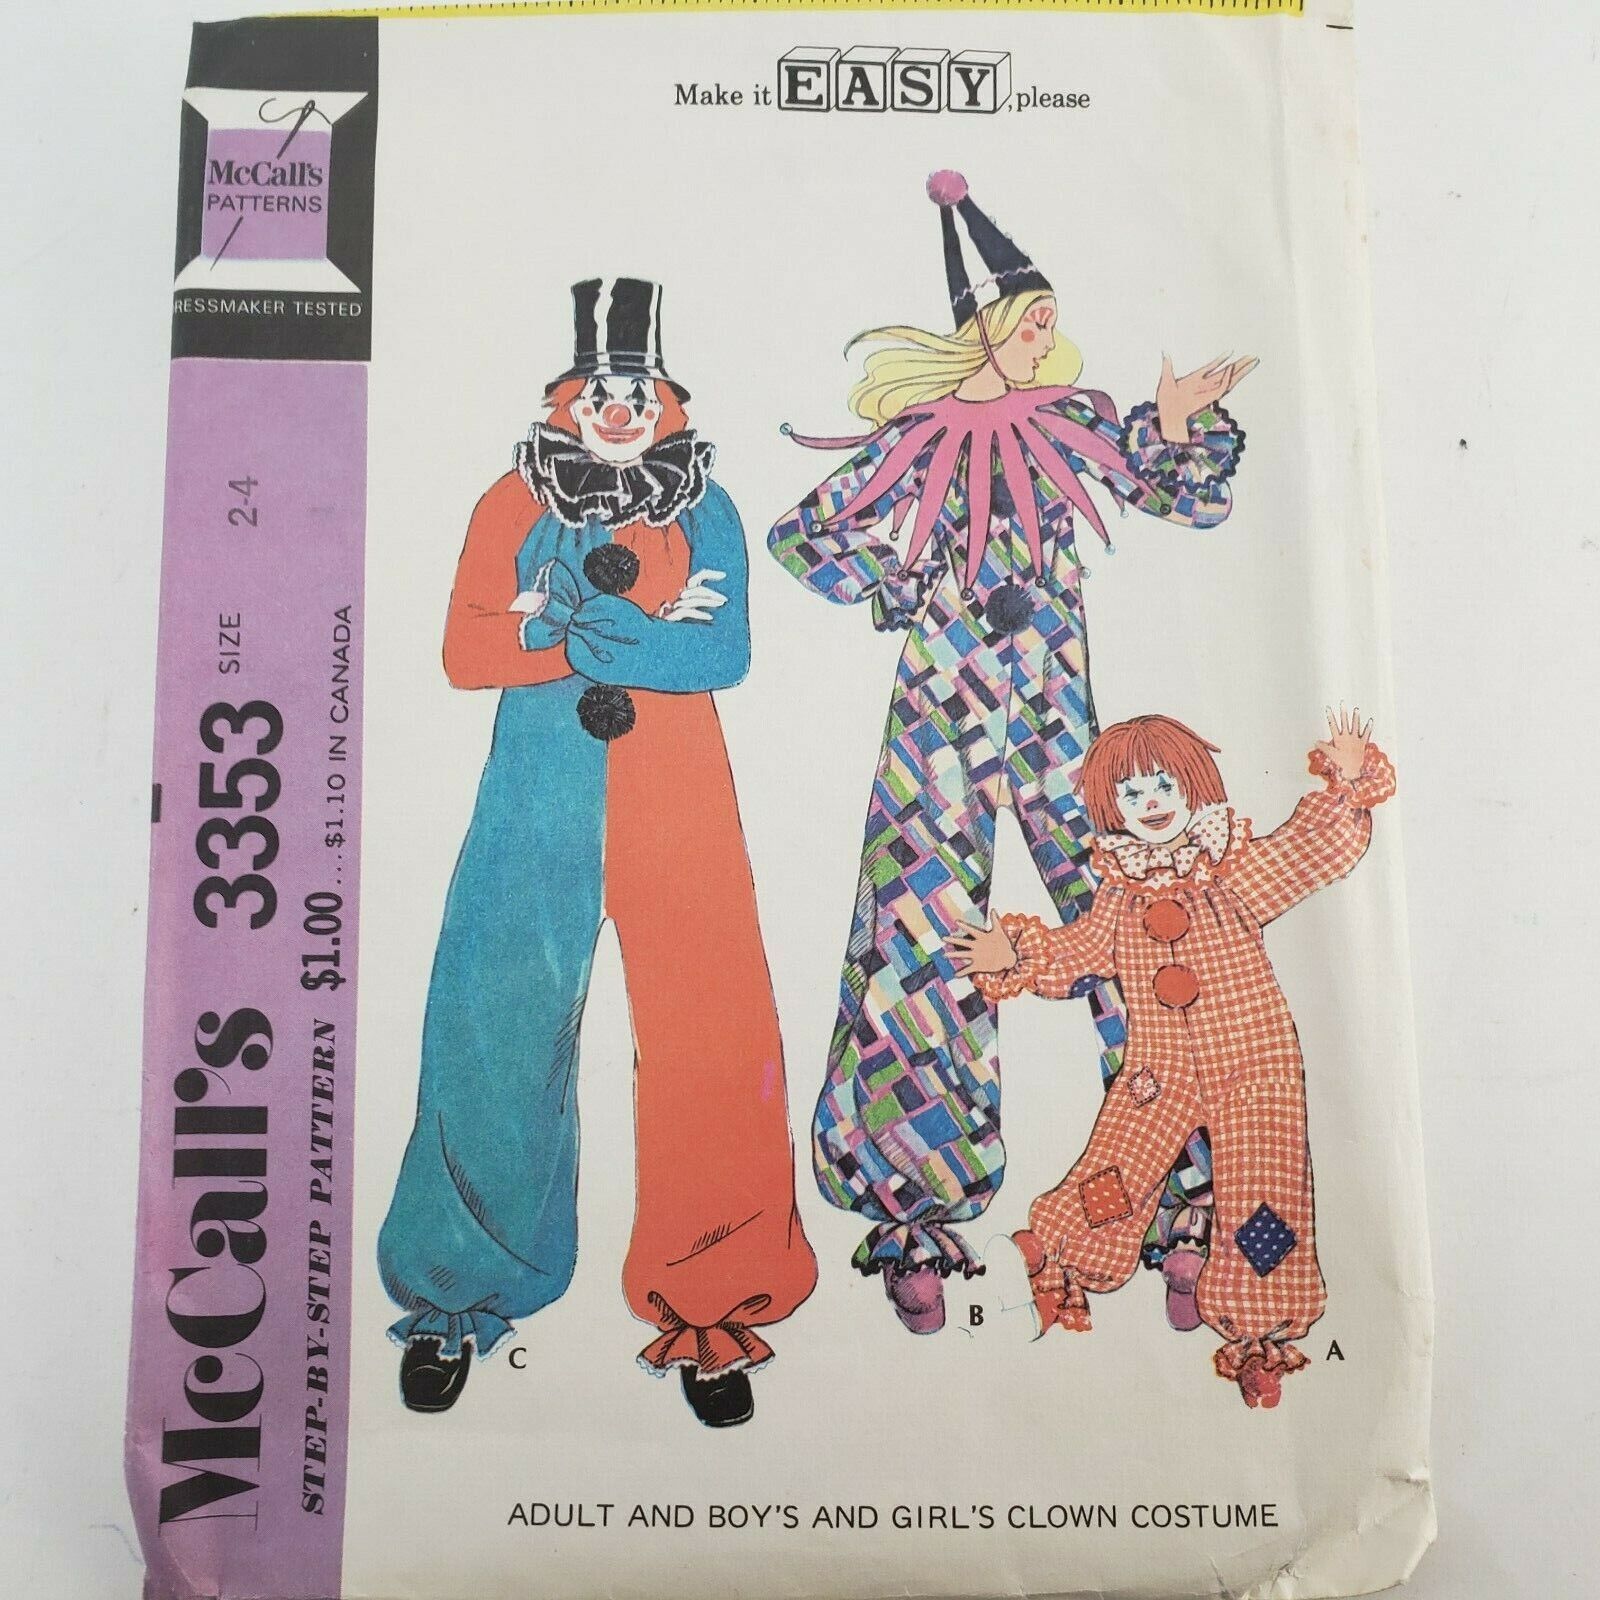 Make it EASY, please
McCall's
PATTERNS
RESSMAKER TESTED
McCall's 3353 SIZE 2-4
STEP-BY-STEP PATTERN $1.00...$1.10 IN CANADA
C
B
A
ADULT AND BOY'S AND GIRL'S CLOWN COSTUME